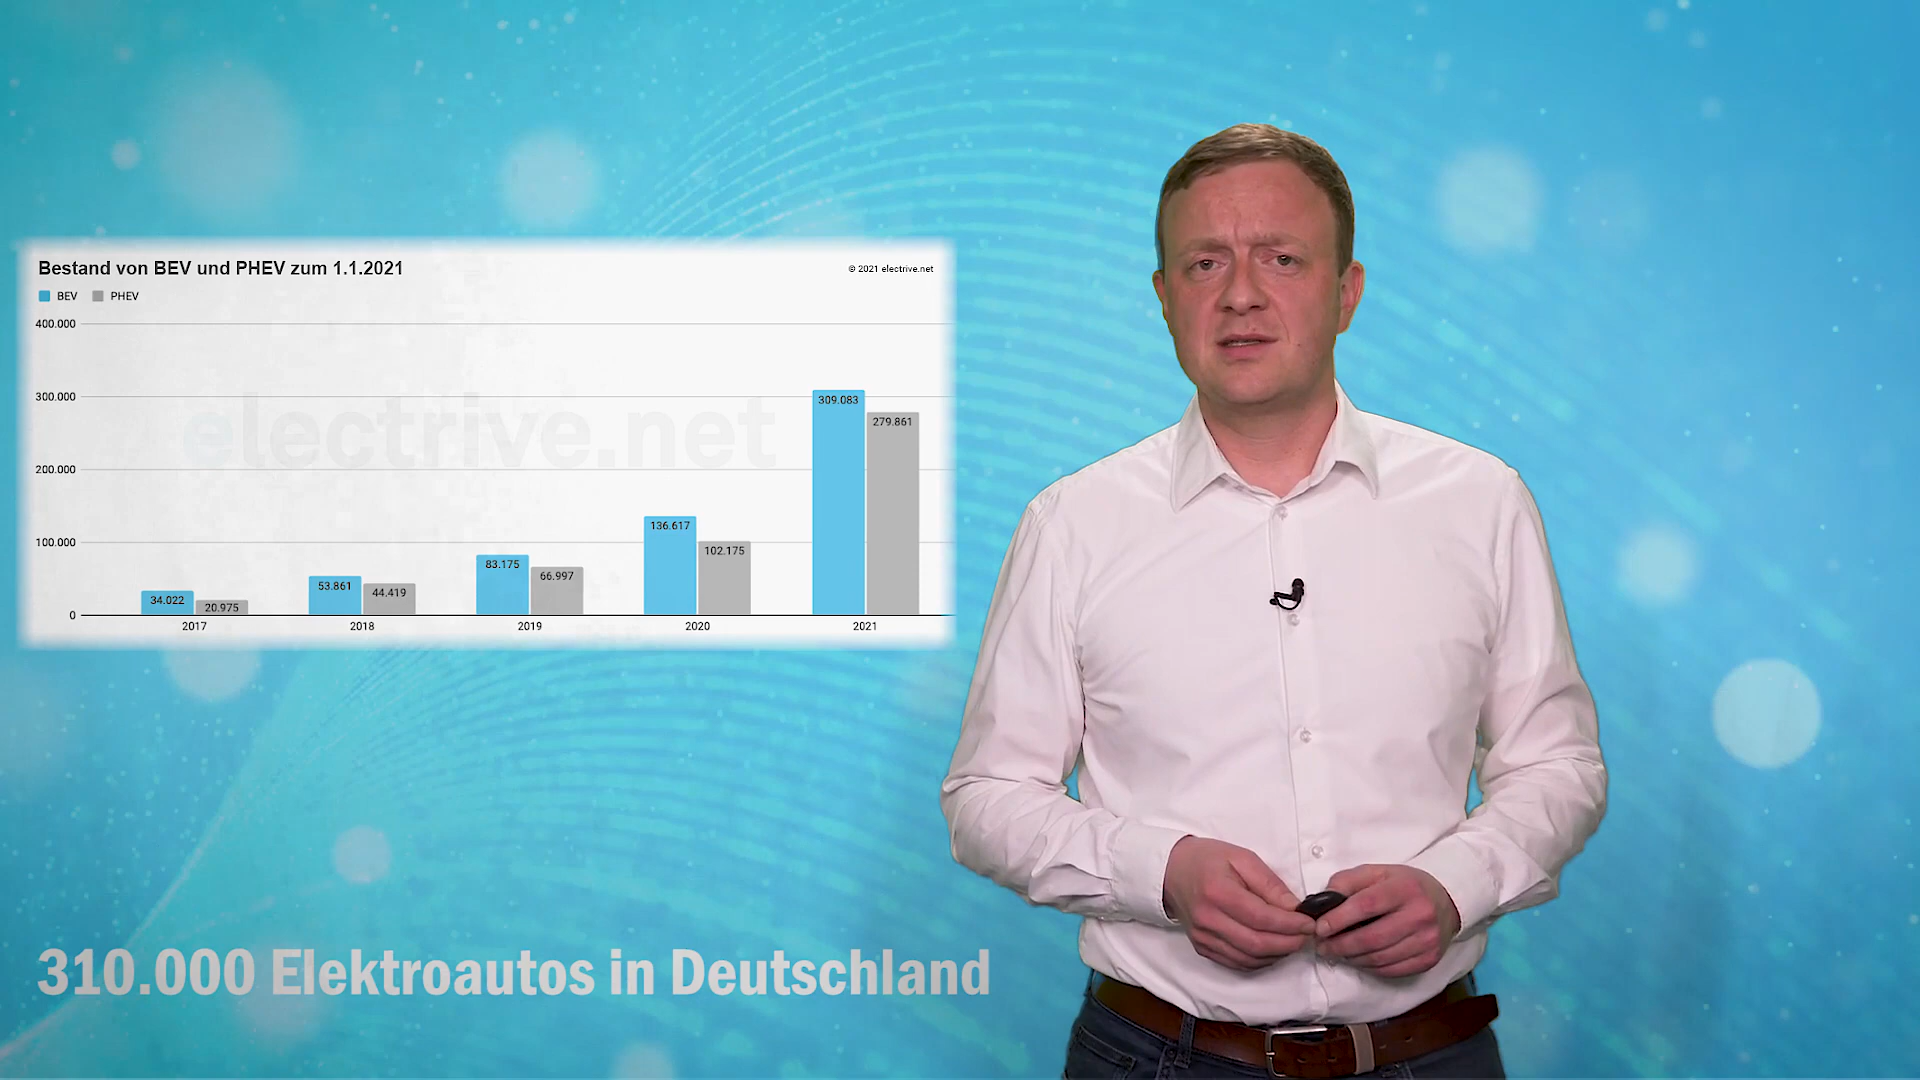 Bestand von BEV und PHEV zum 1.1.2021
© 2021 electrive.net
BEV PHEV
400.000
300.000
200.000
100.000
0
electrive.net
34.022
20.975
53.861
44.419
83.175
66.997
136.617
102.175
309.083
279.861
2017 2018 2019 2020 2021
310.000 Elektroautos in Deutschland